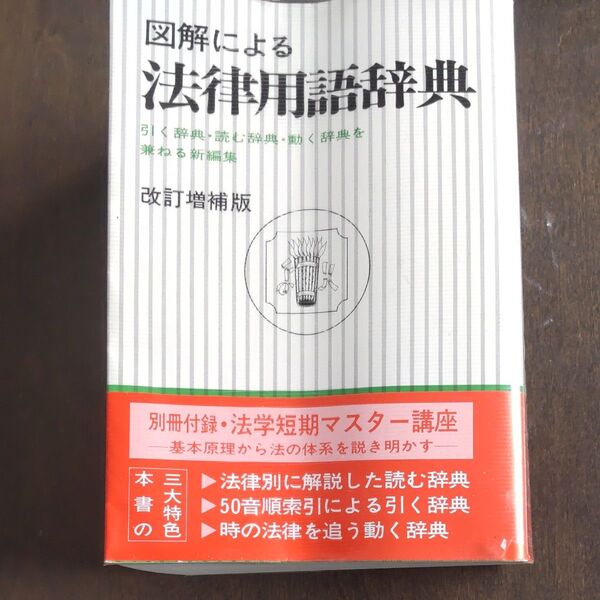 図解による
法律用語辞典
引く辞典・読む辞典・動く辞典を
兼ねる新編集
改訂増補版
別冊付録・法学短期マスター講座
―基本原理から法の体系を説き明かす―
本書の
三大特色
▶法律別に解説した読む辞典
▶50音順索引による引く辞典
▶時の法律を追う動く辞典